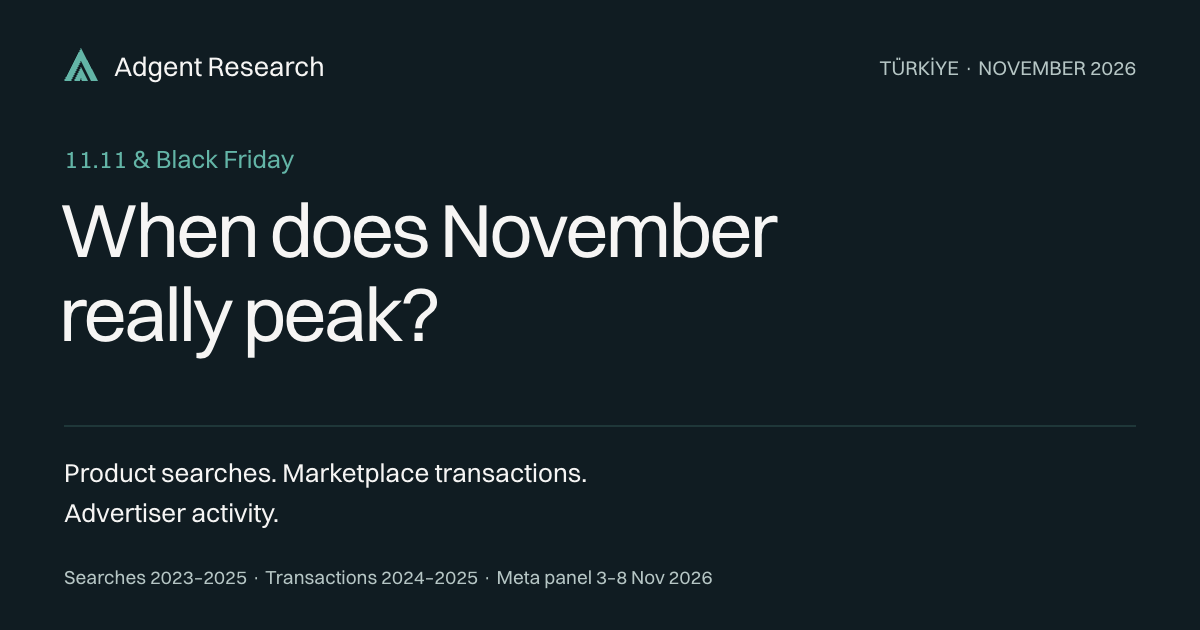 Adgent Research
TÜRKİYE · NOVEMBER 2026
11.11 & Black Friday
When does November
really peak?
Product searches. Marketplace transactions.
Advertiser activity.
Searches 2023–2025 · Transactions 2024–2025 · Meta panel 3–8 Nov 2026